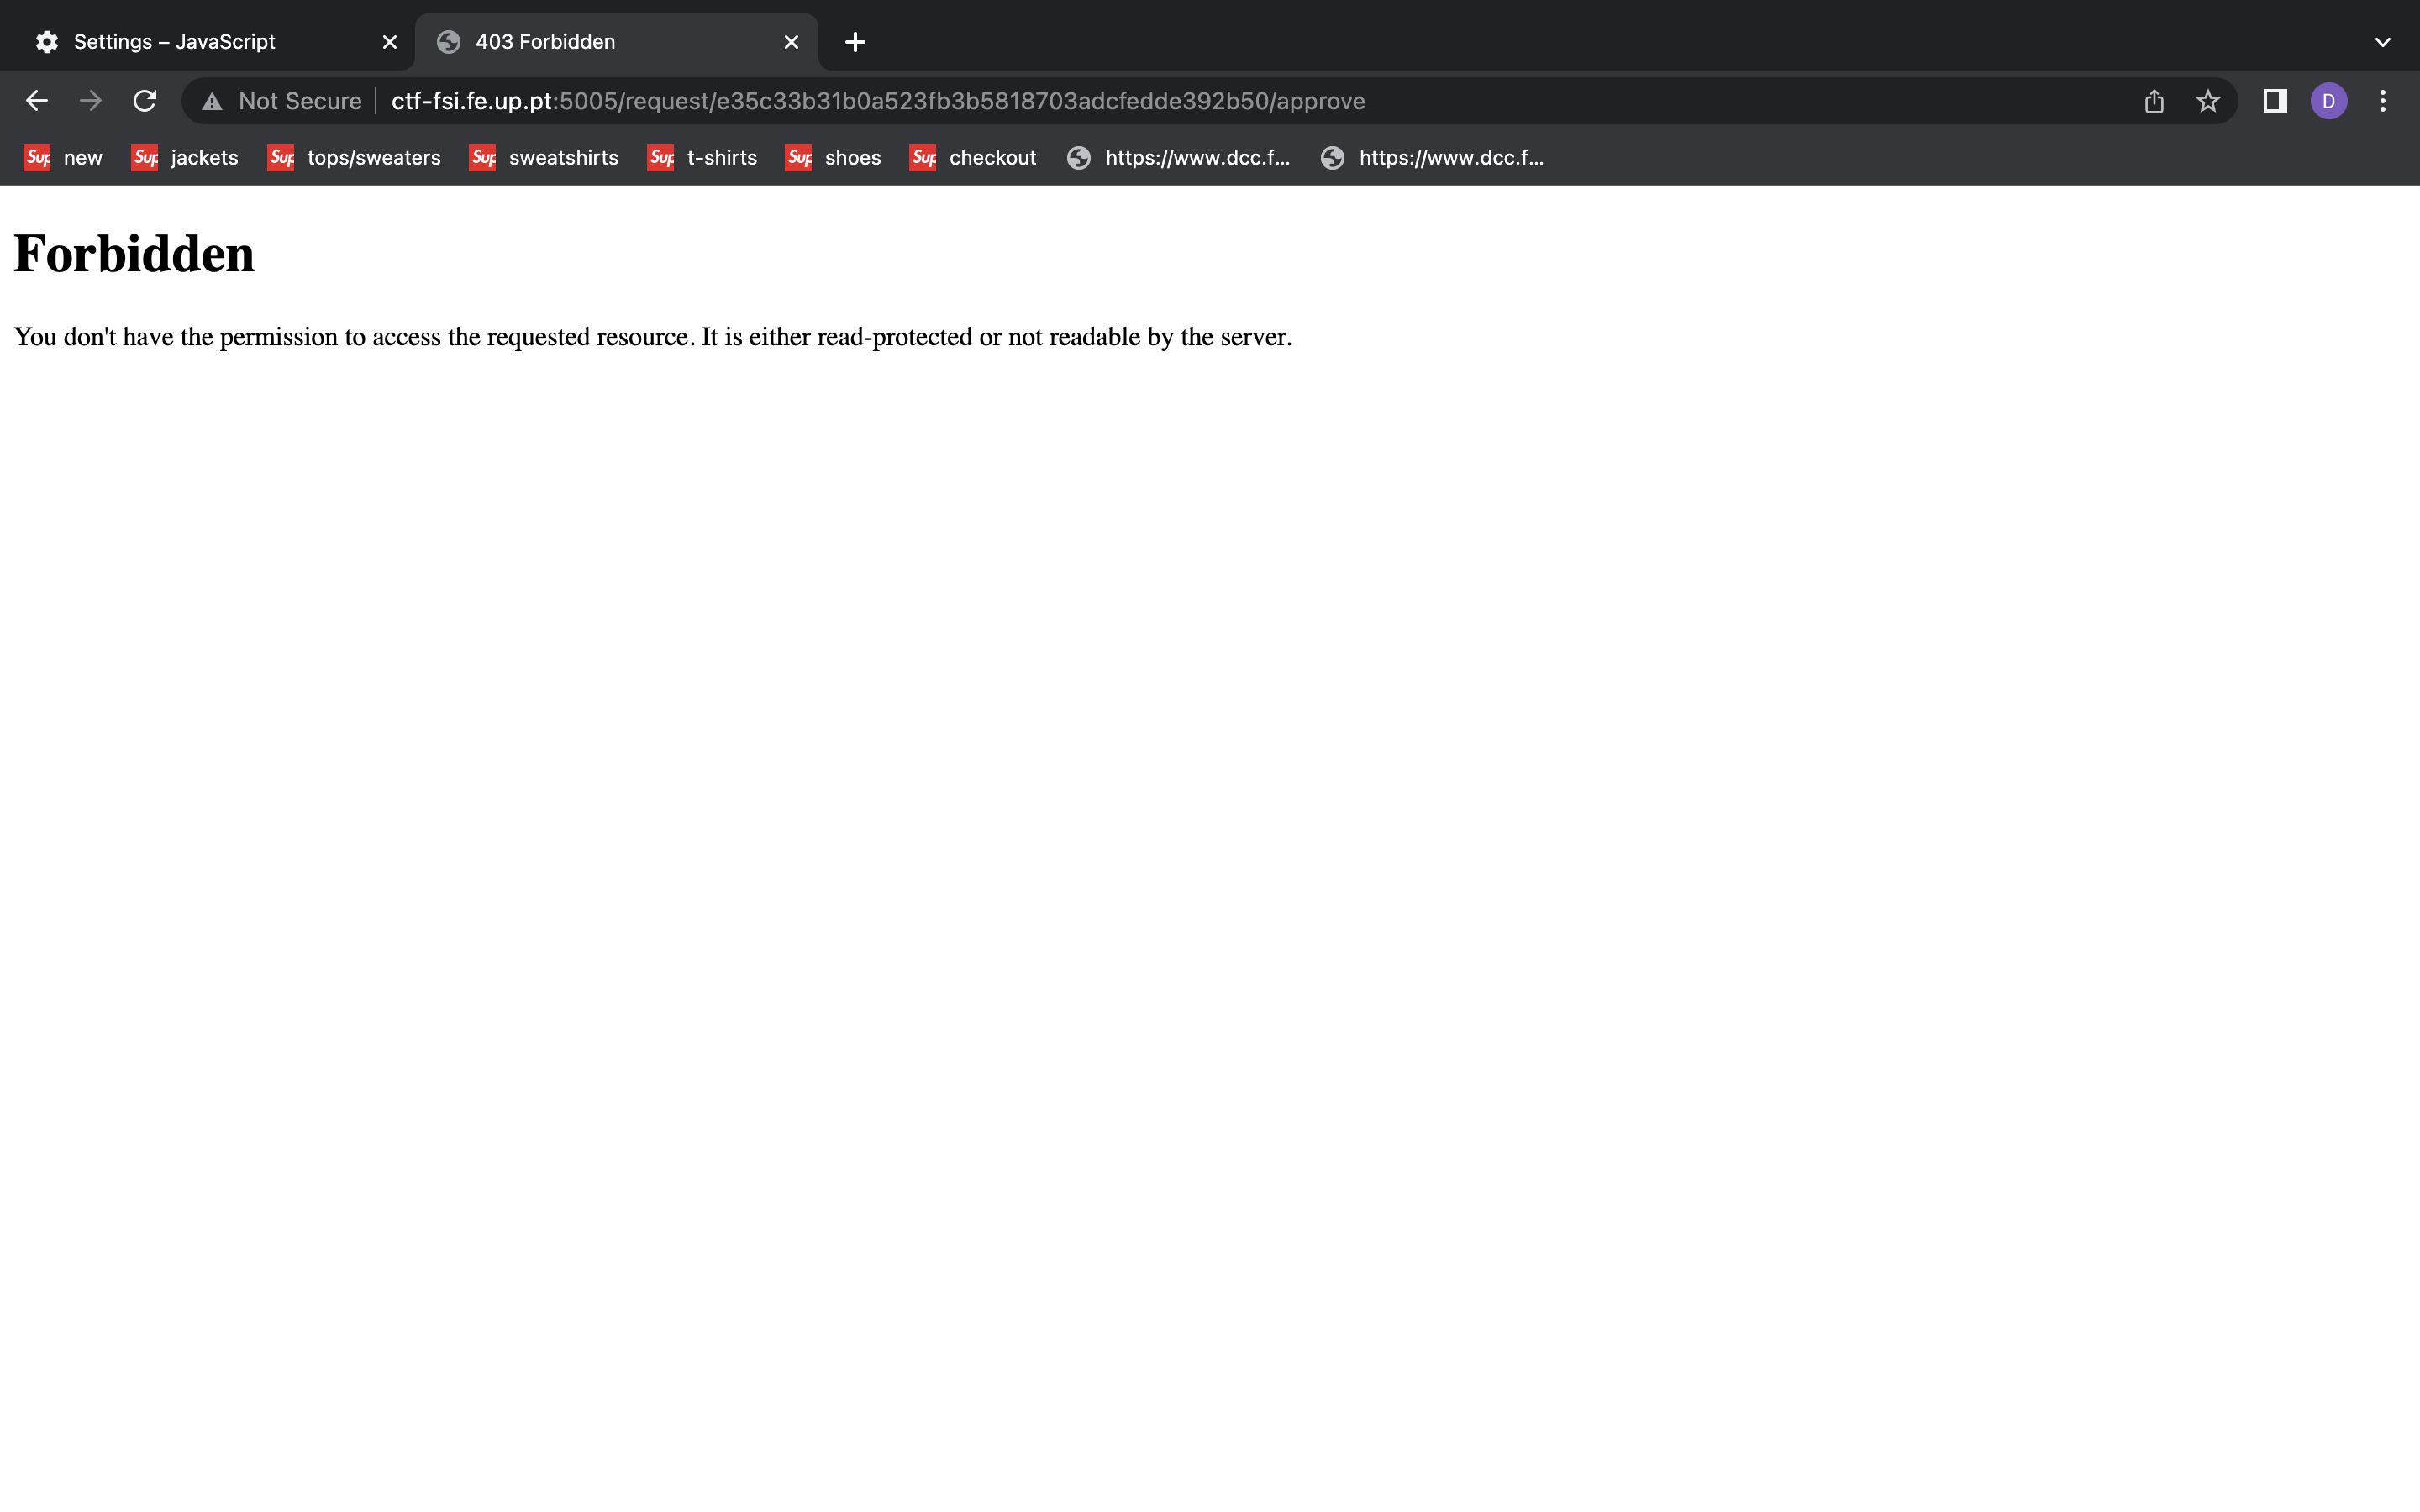 Settings – JavaScript
403 Forbidden
Not Secure
ctf-fsi.fe.up.pt:5005/request/e35c33b31b0a523fb3b5818703adcfedde392b50/approve
D
Sup new
Sup jackets
Sup tops/sweaters
Sup sweatshirts
Sup t-shirts
Sup shoes
Sup checkout
https://www.dcc.f...
https://www.dcc.f...
Forbidden
You don't have the permission to access the requested resource. It is either read-protected or not readable by the server.